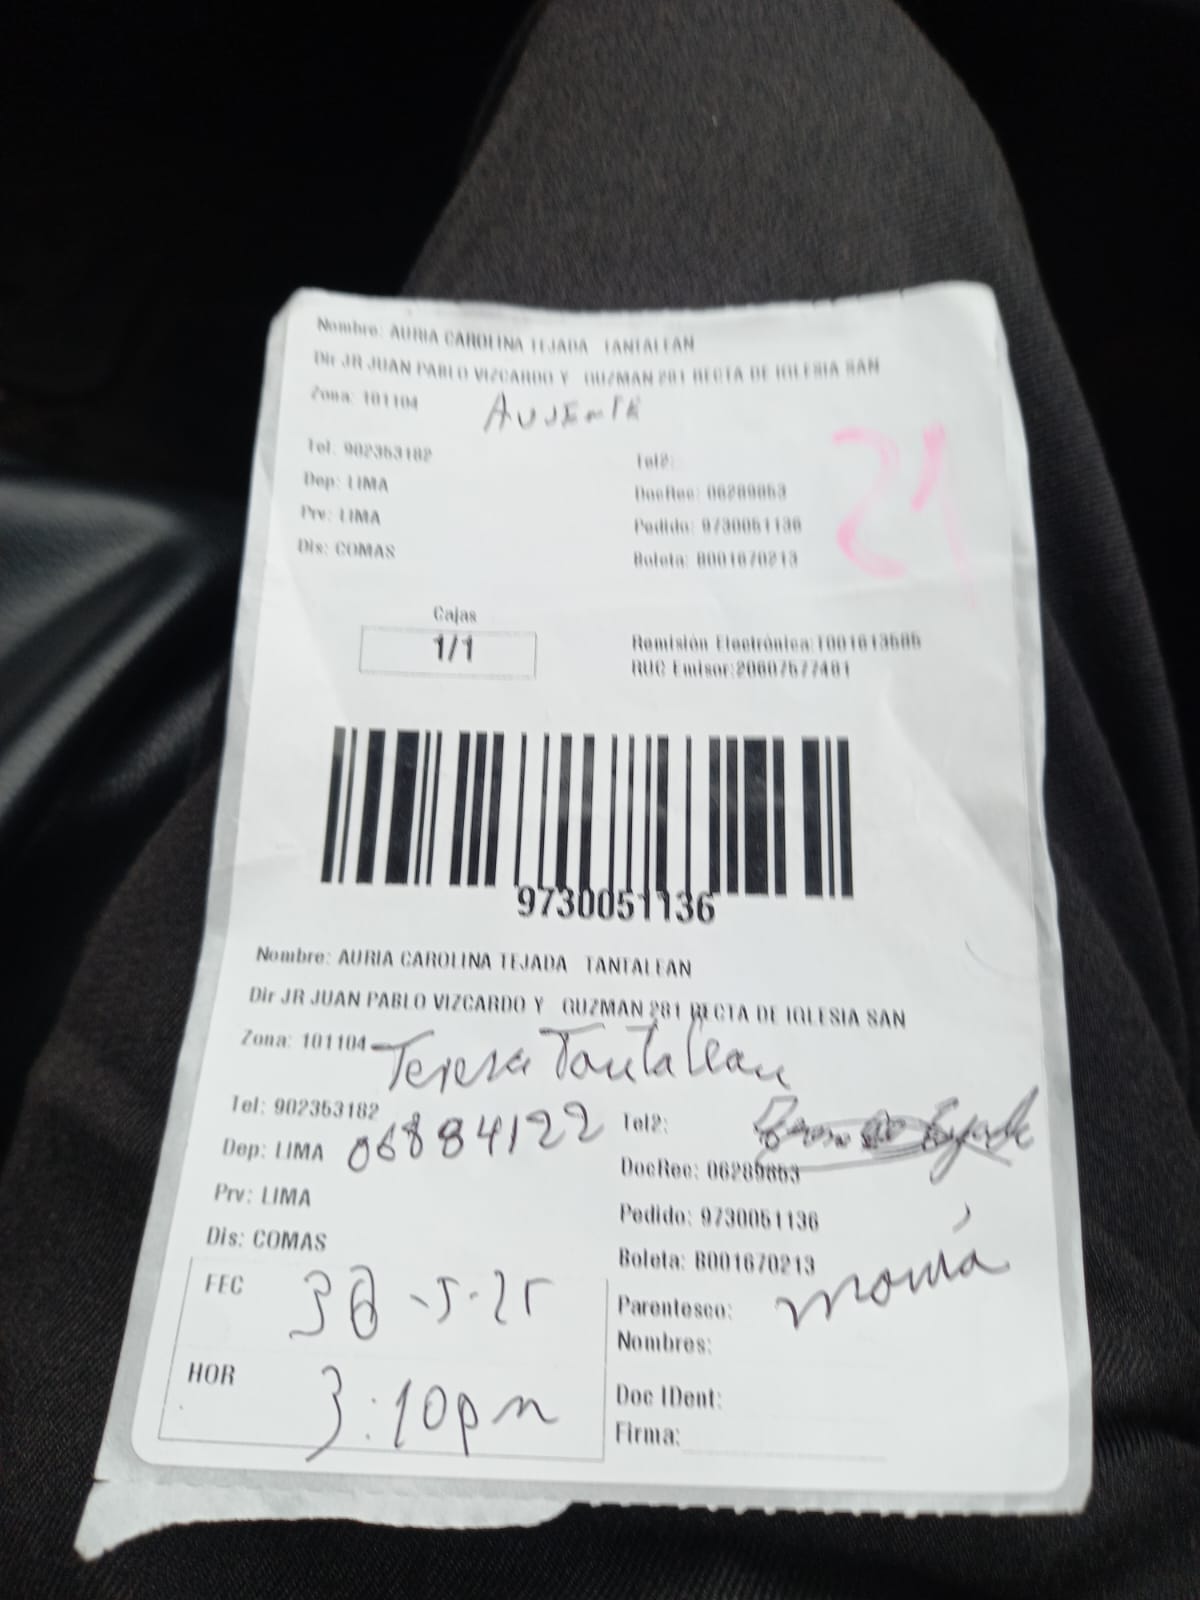 Nombre: AURIA CAROLINA TEJADA TANTALEAN
Dir JR JUAN PABLO VIZCARDO Y GUZMAN 281 RECTA DE IGLESIA SAN
Zona: 101104
AUSENTE
Tel: 902353182
Tel2:
21
Dep: LIMA
DocRec: 06289853
Prv: LIMA
Pedido: 9730051136
Dis: COMAS
Boleta: B001670213
Cajas
1/1
Remisión Electrónica:T001613585
RUC Emisor:20607577481
9730051136
Nombre: AURIA CAROLINA TEJADA TANTALEAN
Dir JR JUAN PABLO VIZCARDO Y GUZMAN 281 RECTA DE IGLESIA SAN
Zona: 101104
Teresa Tantalean
Tel: 902353182
Tel2:
Dep: LIMA
06884122
DocRec: 06289853
Prv: LIMA
Pedido: 9730051136
Dis: COMAS
Boleta: B001670213
FEC
30-5-25
Parentesco:
mamá
Nombres:
HOR
3:10pm
Doc IDent:
Firma: